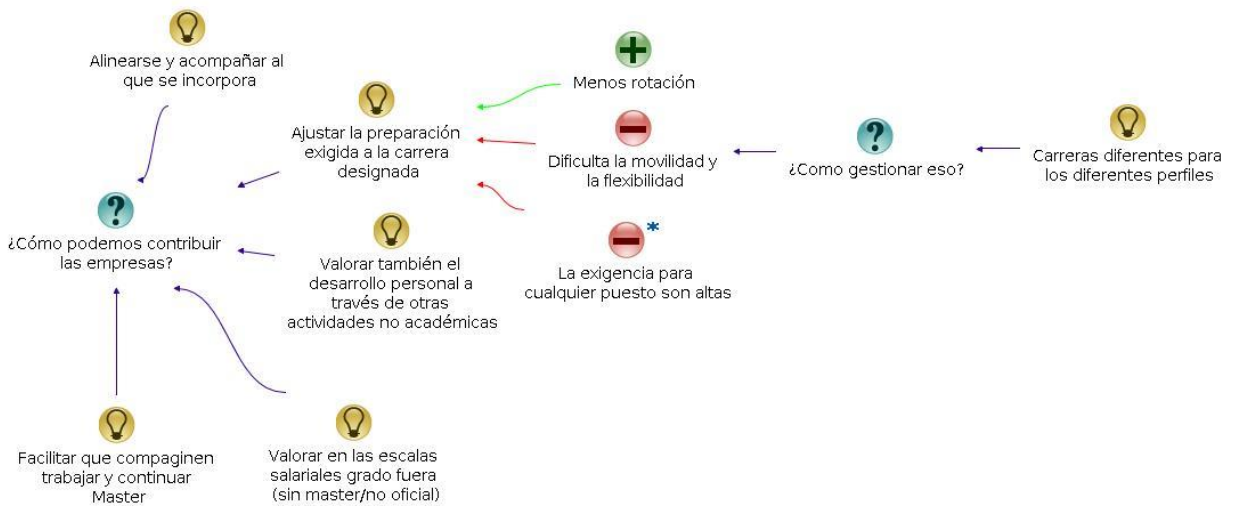 Alinearse y acompañar al
que se incorpora
Menos rotación
Ajustar la preparación
exigida a la carrera
designada
Dificulta la movilidad y
la flexibilidad
¿Como gestionar eso?
Carreras diferentes para
los diferentes perfiles
?
¿Cómo podemos contribuir
las empresas?
Valorar también el
desarrollo personal a
través de otras
actividades no académicas
*
La exigencia para
cualquier puesto son altas
Facilitar que compaginen
trabajar y continuar
Master
Valorar en las escalas
salariales grado fuera
(sin master/no oficial)